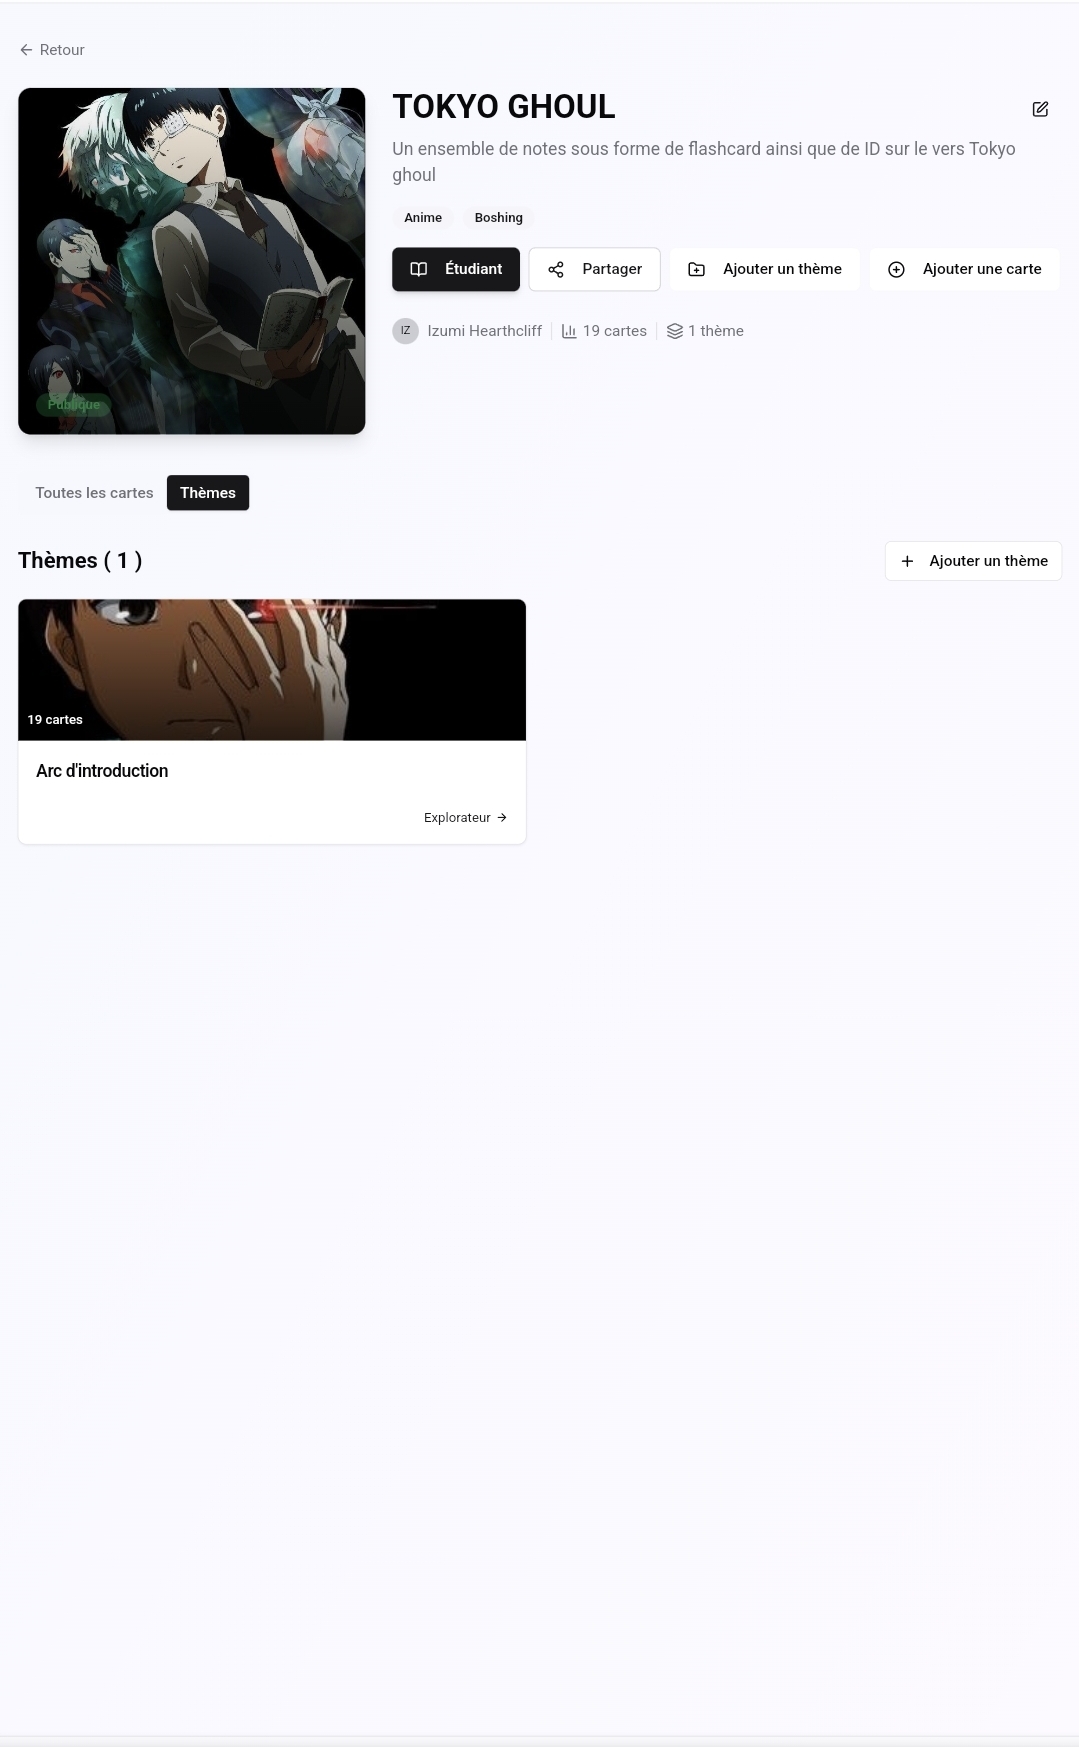 Retour
TOKYO GHOUL
Un ensemble de notes sous forme de flashcard ainsi que de ID sur le vers Tokyo
ghoul
Anime Boshing
Étudiant Partager Ajouter un thème Ajouter une carte
IZ Izumi Hearthcliff 19 cartes 1 thème
Publique
Toutes les cartes Thèmes
Thèmes ( 1 ) Ajouter un thème
19 cartes
Arc d'introduction
Explorateur